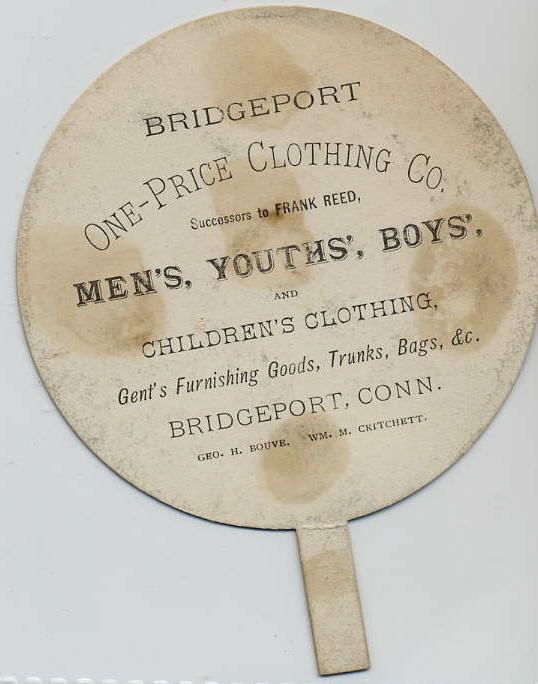 BRIDGEPORT
ONE-PRICE CLOTHING CO.
Successors to FRANK REED,
MEN'S, YOUTHS', BOYS',
AND
CHILDREN'S CLOTHING,
Gent's Furnishing Goods, Trunks, Bags, &c.
BRIDGEPORT, CONN.
GEO. H. BOUVE. WM. M. CRITCHETT.